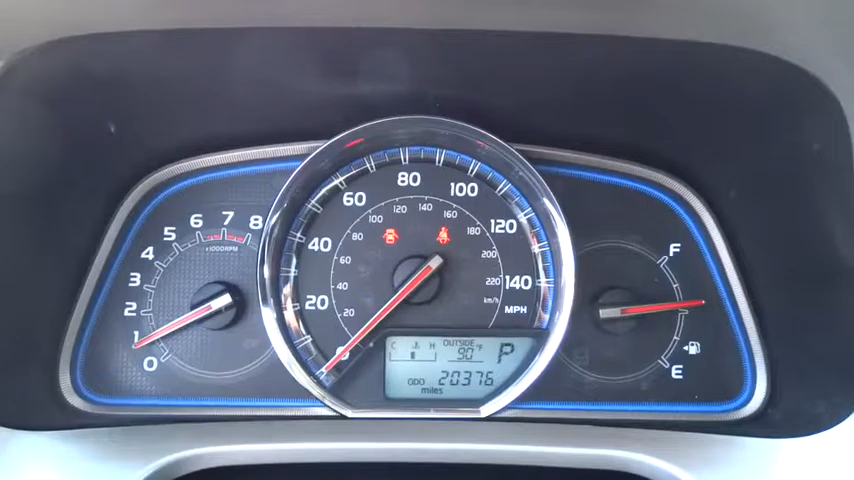 0 1 2 3 4 5 6 7 8
x1000RPM
0 20 40 60 80 100 120 140
MPH
20 40 60 80 100 120 140 160 180 200 220
km/h
C H
OUTSIDE
90°F
P
ODO 20376
miles
F
E